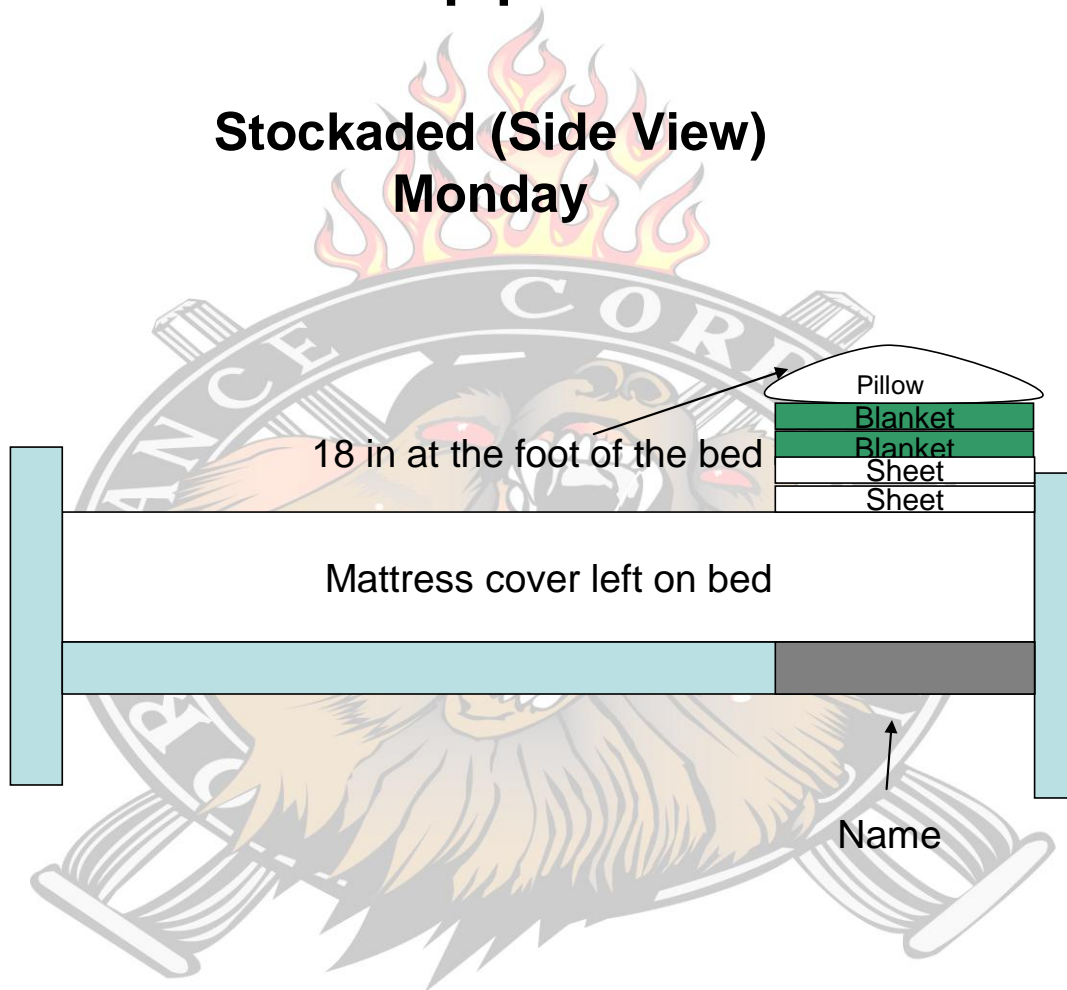 Stockaded (Side View)
Monday
Pillow
Blanket
18 in at the foot of the bed
Blanket
Sheet
Sheet
Mattress cover left on bed
Name